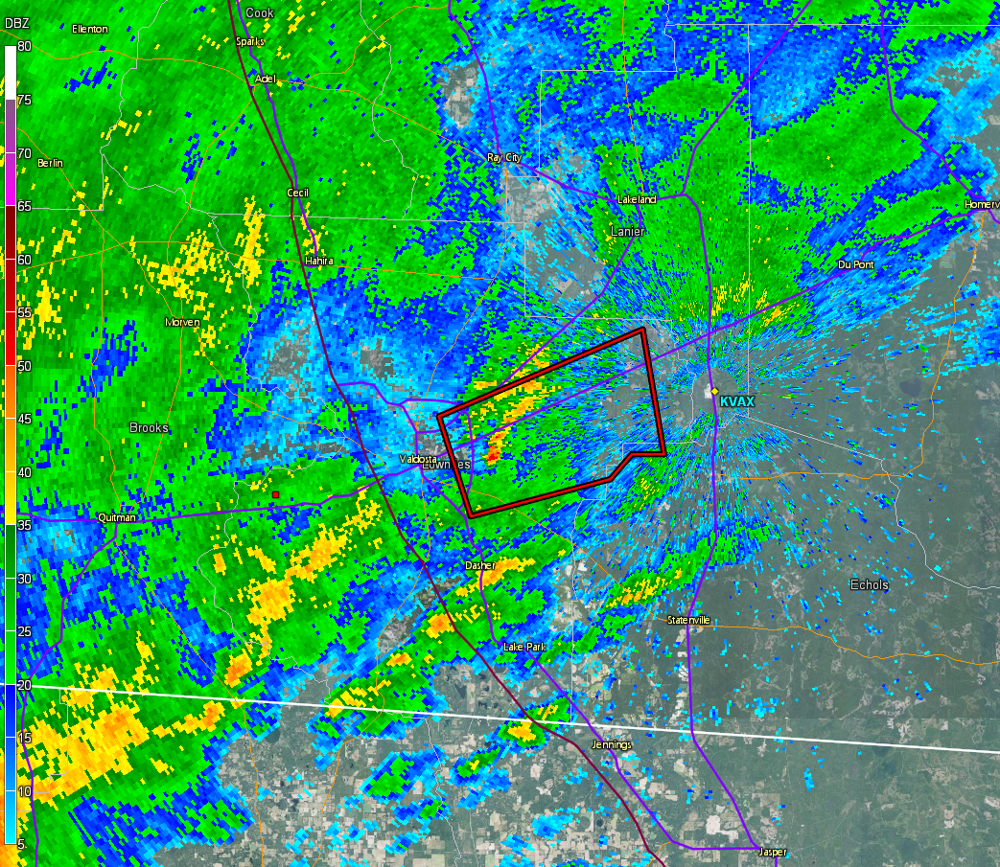 DBZ
Cook
Ellenton
Sparks
80
Adel
75
70
Ray City
Berlin
Cecil
Lakeland
65
Lanier
60
Hahira
Du Pont
55
Morven
50
KVAX
45
Brooks
Valdosta
40
Quitman
35
Dasher
30
Echols
Statenville
25
Lake Park
20
15
Jennings
10
5
Jasper